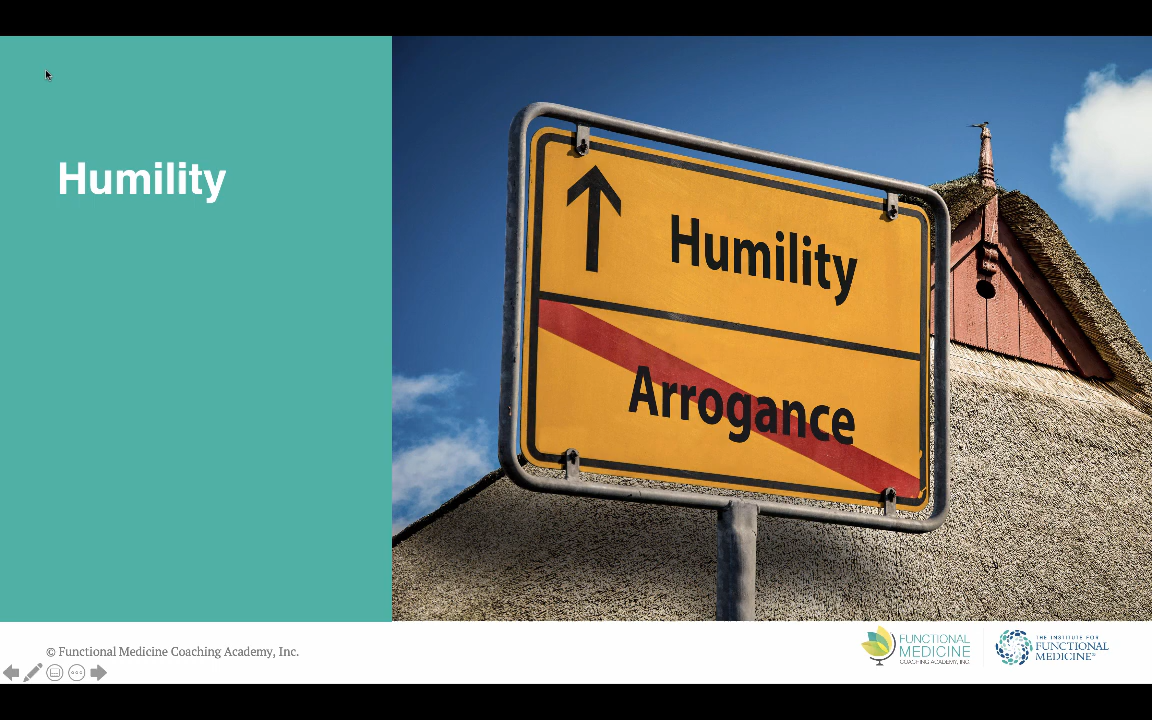 Humility
Humility
Arrogance
© Functional Medicine Coaching Academy, Inc.
FUNCTIONAL
MEDICINE
COACHING ACADEMY, INC.
THE INSTITUTE FOR
FUNCTIONAL
MEDICINE